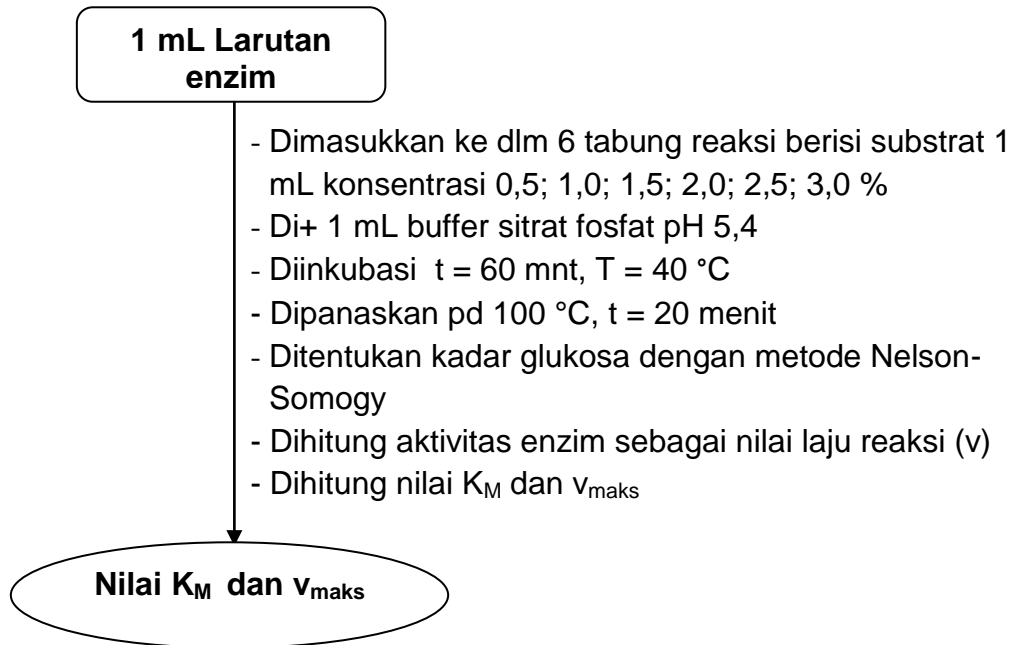 1 mL Larutan
enzim
- Dimasukkan ke dlm 6 tabung reaksi berisi substrat 1
mL konsentrasi 0,5; 1,0; 1,5; 2,0; 2,5; 3,0 %
- Di+ 1 mL buffer sitrat fosfat pH 5,4
- Diinkubasi t = 60 mnt, T = 40 °C
- Dipanaskan pd 100 °C, t = 20 menit
- Ditentukan kadar glukosa dengan metode Nelson-
Somogy
- Dihitung aktivitas enzim sebagai nilai laju reaksi (v)
- Dihitung nilai KM dan vmaks
Nilai KM dan vmaks